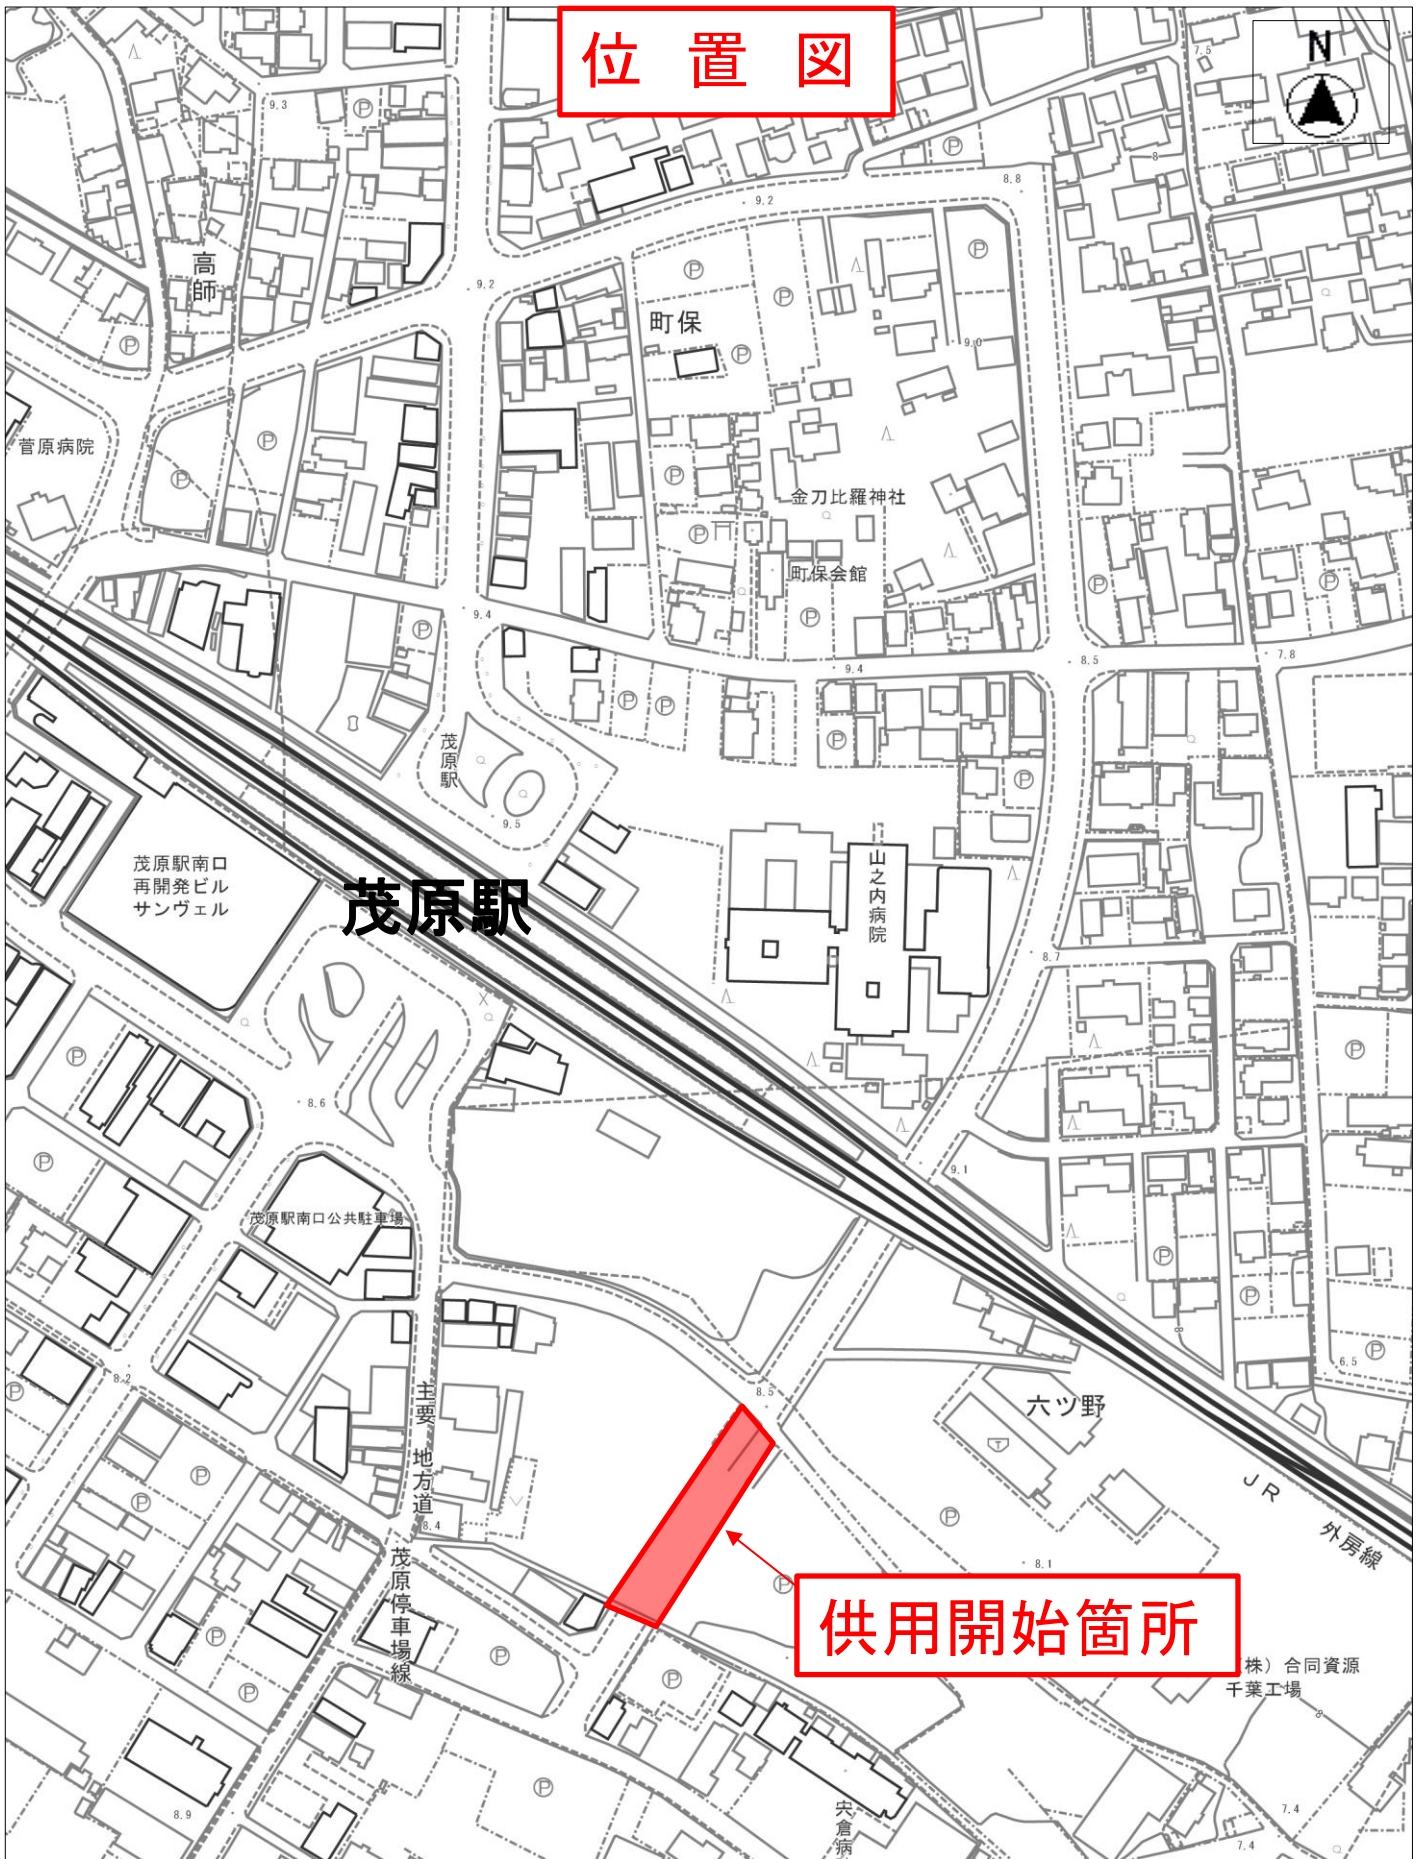 位 置 図
N
7.5
9.3
Ⓟ
Ⓟ
8
8.8
9.2
高師
Ⓟ
Ⓟ
Ⓟ
9.2
町保
Ⓟ
Ⓟ
9.0
菅原病院
Ⓟ
Ⓟ
Ⓟ
金刀比羅神社
Ⓟ
町保会館
Ⓟ
Ⓟ
9.4
Ⓟ
Ⓟ
9.4
8.5
7.8
Ⓟ
Ⓟ
Ⓟ
茂原駅
Ⓟ
9.5
茂原駅南口
再開発ビル
サンヴェル
山之内病院
茂原駅
8.7
Ⓟ
Ⓟ
8.6
Ⓟ
9.1
茂原駅南口公共駐車場
Ⓟ
Ⓟ
8
6.5
Ⓟ
8.2
Ⓟ
主要地方道
8.5
六ツ野
Ⓣ
JR 外房線
Ⓟ
Ⓟ
Ⓟ
8.4
8.1
茂原停車場線
Ⓟ
供用開始箇所
Ⓟ
Ⓟ
Ⓟ
Ⓟ
株）合同資源
千葉工場
8
Ⓟ
8.9
宍倉病
7.4
7.4